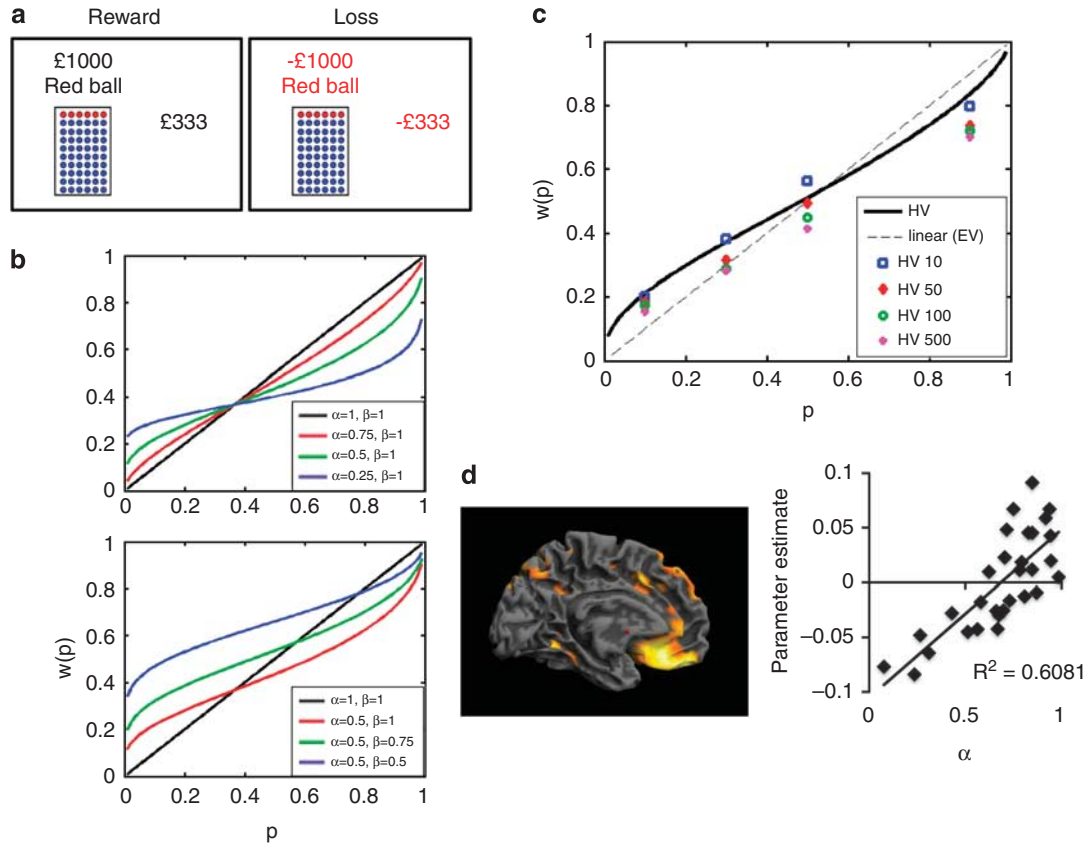 a
Reward
Loss
£1000
Red ball
£333
-£1000
Red ball
-£333
b
1
0.8
0.6
0.4
0.2
0
0 0.2 0.4 0.6 0.8 1
α=1, β=1
α=0.75, β=1
α=0.5, β=1
α=0.25, β=1
1
0.8
0.6
0.4
0.2
0
w(p)
0 0.2 0.4 0.6 0.8 1
p
α=1, β=1
α=0.5, β=1
α=0.5, β=0.75
α=0.5, β=0.5
c
1
0.8
0.6
0.4
0.2
0
w(p)
0 0.2 0.4 0.6 0.8 1
p
HV
linear (EV)
HV 10
HV 50
HV 100
HV 500
d
Parameter estimate
0.1
0.05
0
−0.05
−0.1
R² = 0.6081
0 0.5 1
α